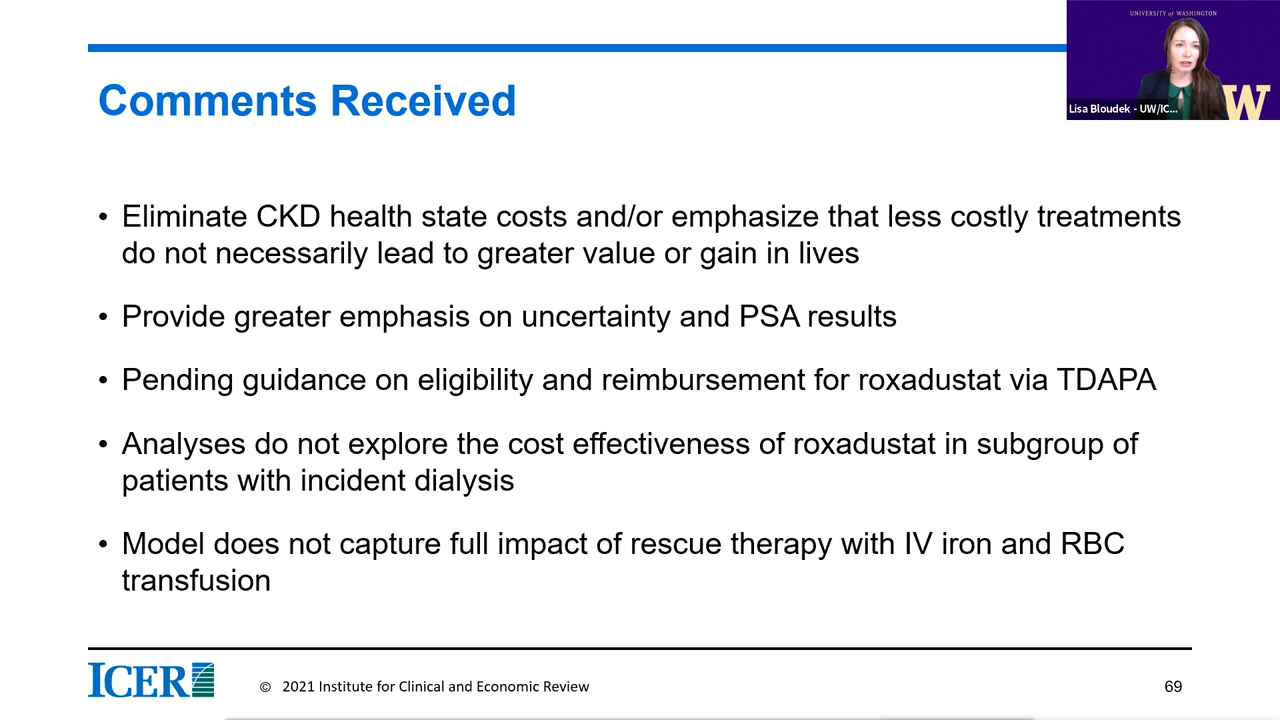 UNIVERSITY of WASHINGTON
W
Lisa Bloudek - UW/IC...
Comments Received
• Eliminate CKD health state costs and/or emphasize that less costly treatments
do not necessarily lead to greater value or gain in lives
• Provide greater emphasis on uncertainty and PSA results
• Pending guidance on eligibility and reimbursement for roxadustat via TDAPA
• Analyses do not explore the cost effectiveness of roxadustat in subgroup of
patients with incident dialysis
• Model does not capture full impact of rescue therapy with IV iron and RBC
transfusion
ICER
© 2021 Institute for Clinical and Economic Review
69